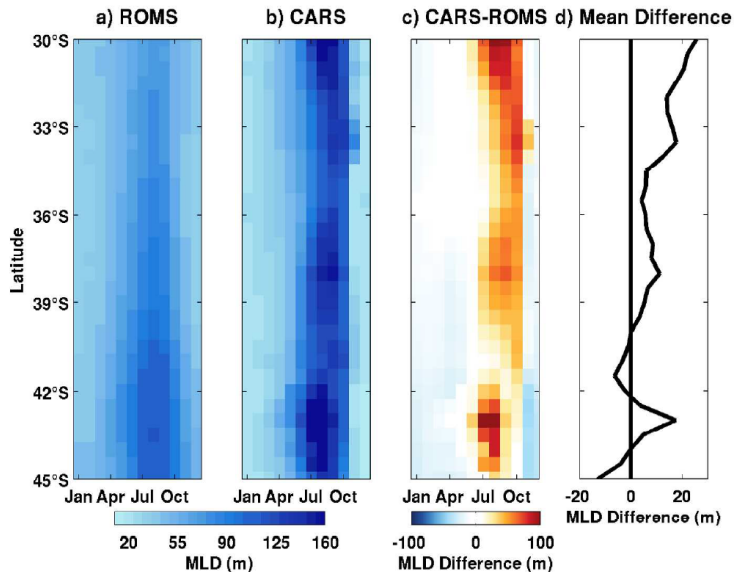 a) ROMS b) CARS c) CARS-ROMS d) Mean Difference
30°S
33°S
36°S
39°S
42°S
45°S
Latitude
Jan Apr Jul Oct Jan Apr Jul Oct Jan Apr Jul Oct -20 0 20
20 55 90 120 160 -100 0 100 MLD Difference (m)
MLD (m) MLD Difference (m)